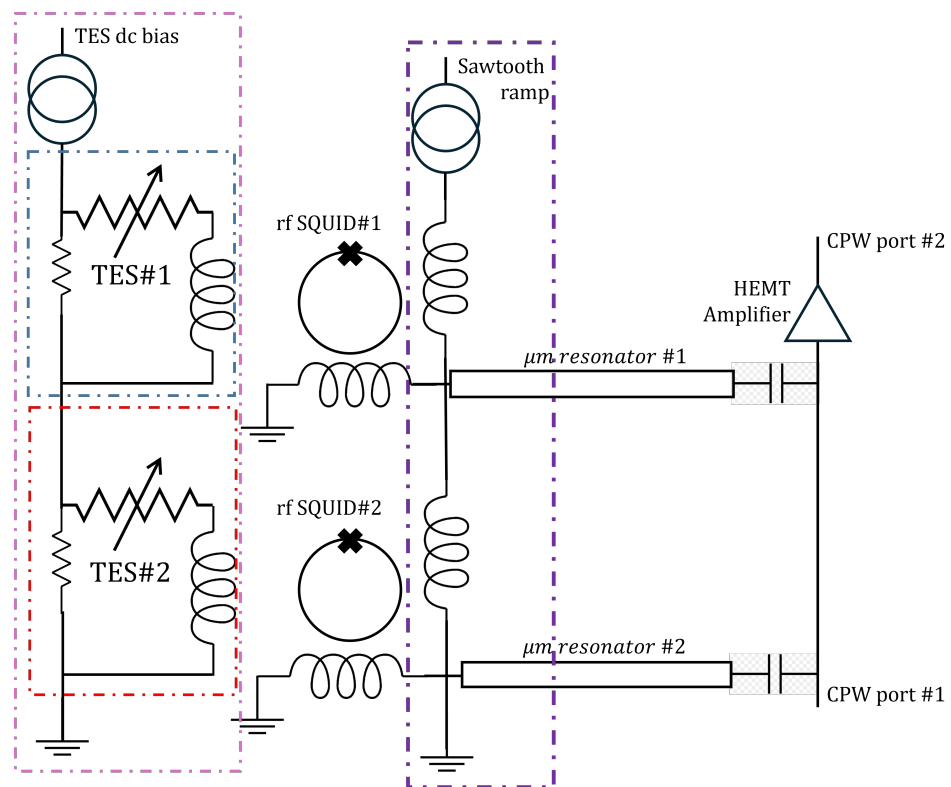 TES dc bias
Sawtooth
ramp
rf SQUID#1
TES#1
CPW port #2
HEMT
Amplifier
μm resonator #1
rf SQUID#2
TES#2
μm resonator #2
CPW port #1